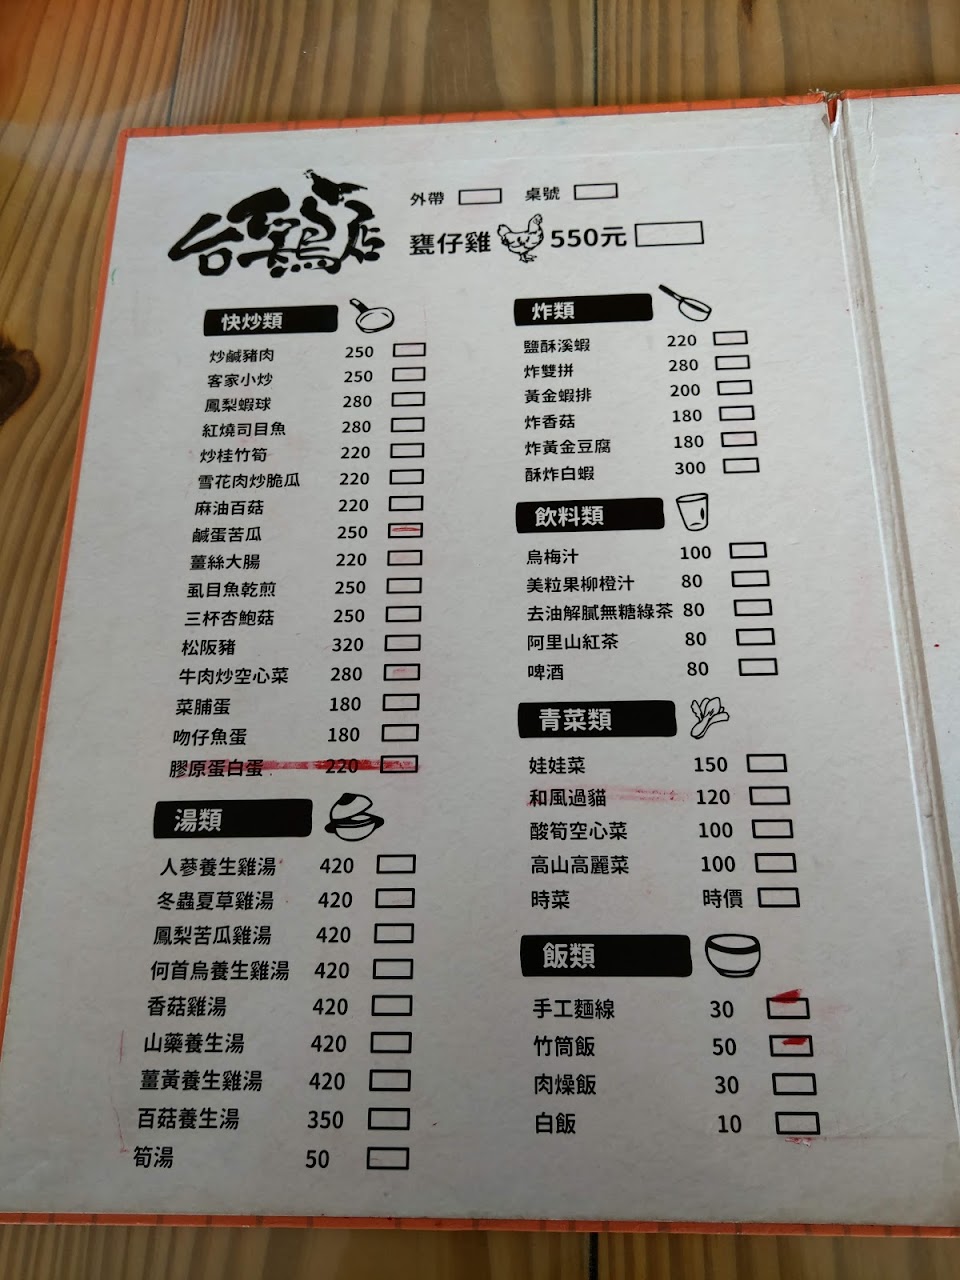 外帶
桌號
甕仔雞 550元
快炒類
炒鹹豬肉 250
客家小炒 250
鳳梨蝦球 280
紅燒司目魚 280
炒桂竹筍 220
雪花肉炒脆瓜 220
麻油百菇 220
鹹蛋苦瓜 250
薑絲大腸 220
虱目魚乾煎 250
三杯杏鮑菇 250
松阪豬 320
牛肉炒空心菜 280
菜脯蛋 180
吻仔魚蛋 180
膠原蛋白蛋 220
湯類
人蔘養生雞湯 420
冬蟲夏草雞湯 420
鳳梨苦瓜雞湯 420
何首烏養生雞湯 420
香菇雞湯 420
山藥養生湯 420
薑黃養生雞湯 420
百菇養生湯 350
筍湯 50
炸類
鹽酥溪蝦 220
炸雙拼 280
黃金蝦排 200
炸香菇 180
炸黃金豆腐 180
酥炸白蝦 300
飲料類
烏梅汁 100
美粒果柳橙汁 80
去油解膩無糖綠茶 80
阿里山紅茶 80
啤酒 80
青菜類
娃娃菜 150
和風過貓 120
酸筍空心菜 100
高山高麗菜 100
時菜 時價
飯類
手工麵線 30
竹筒飯 50
肉燥飯 30
白飯 10